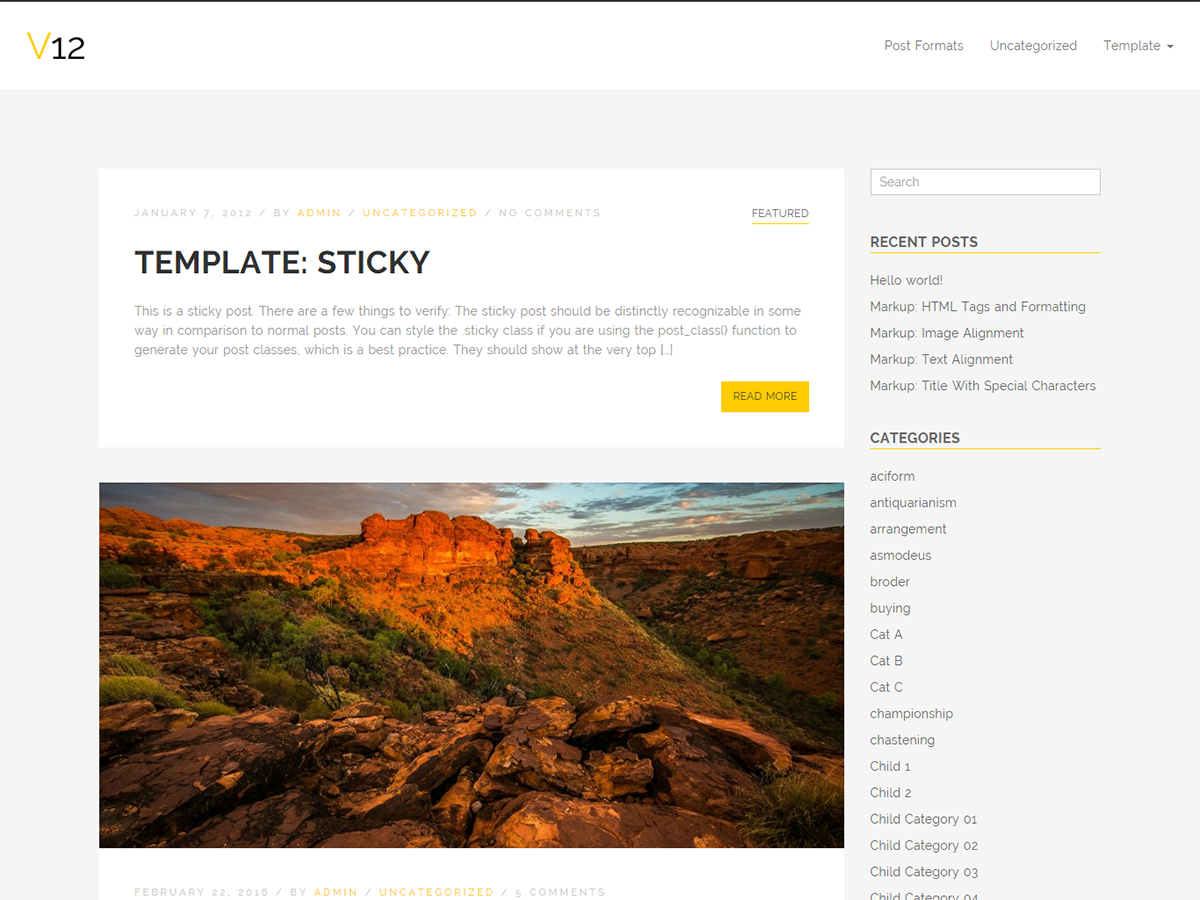 V12
Post Formats
Uncategorized
Template
JANUARY 7, 2012 / BY ADMIN / UNCATEGORIZED / NO COMMENTS
FEATURED
TEMPLATE: STICKY
This is a sticky post. There are a few things to verify: The sticky post should be distinctly recognizable in some
way in comparison to normal posts. You can style the .sticky class if you are using the post_class() function to
generate your post classes, which is a best practice. They should show at the very top [...]
READ MORE
FEBRUARY 22, 2016 / BY ADMIN / UNCATEGORIZED / 5 COMMENTS
Search
RECENT POSTS
Hello world!
Markup: HTML Tags and Formatting
Markup: Image Alignment
Markup: Text Alignment
Markup: Title With Special Characters
CATEGORIES
aciform
antiquarianism
arrangement
asmodeus
broder
buying
Cat A
Cat B
Cat C
championship
chastening
Child 1
Child 2
Child Category 01
Child Category 02
Child Category 03
Child Category 04